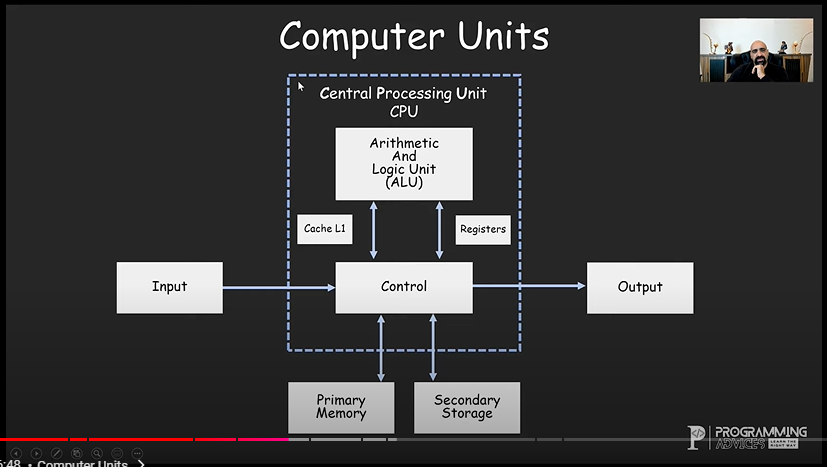 Computer Units
Central Processing Unit
CPU
Arithmetic
And
Logic Unit
(ALU)
Cache L1
Registers
Input
Control
Output
Primary
Memory
Secondary
Storage
PROGRAMMING
ADVICES
LEARN THE
RIGHT WAY
5:48 • Computer Units